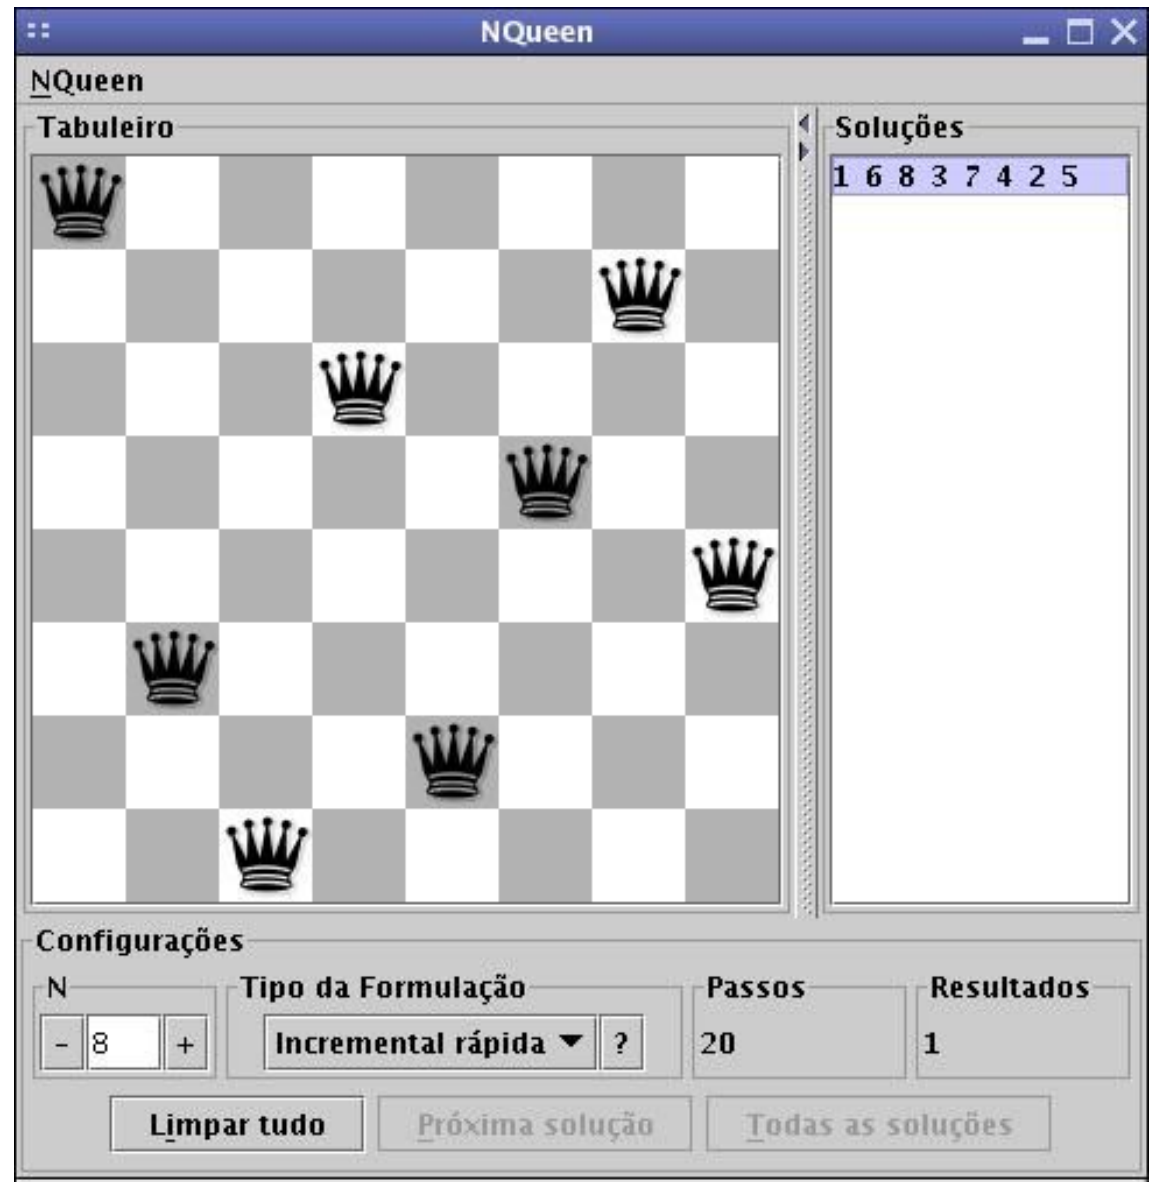 NQueen
NQueen
Tabuleiro
Soluções
1 6 8 3 7 4 2 5
Configurações
N
Tipo da Formulação
Passos
Resultados
- 8 +
Incremental rápida ?
20
1
Limpar tudo
Próxima solução
Todas as soluções